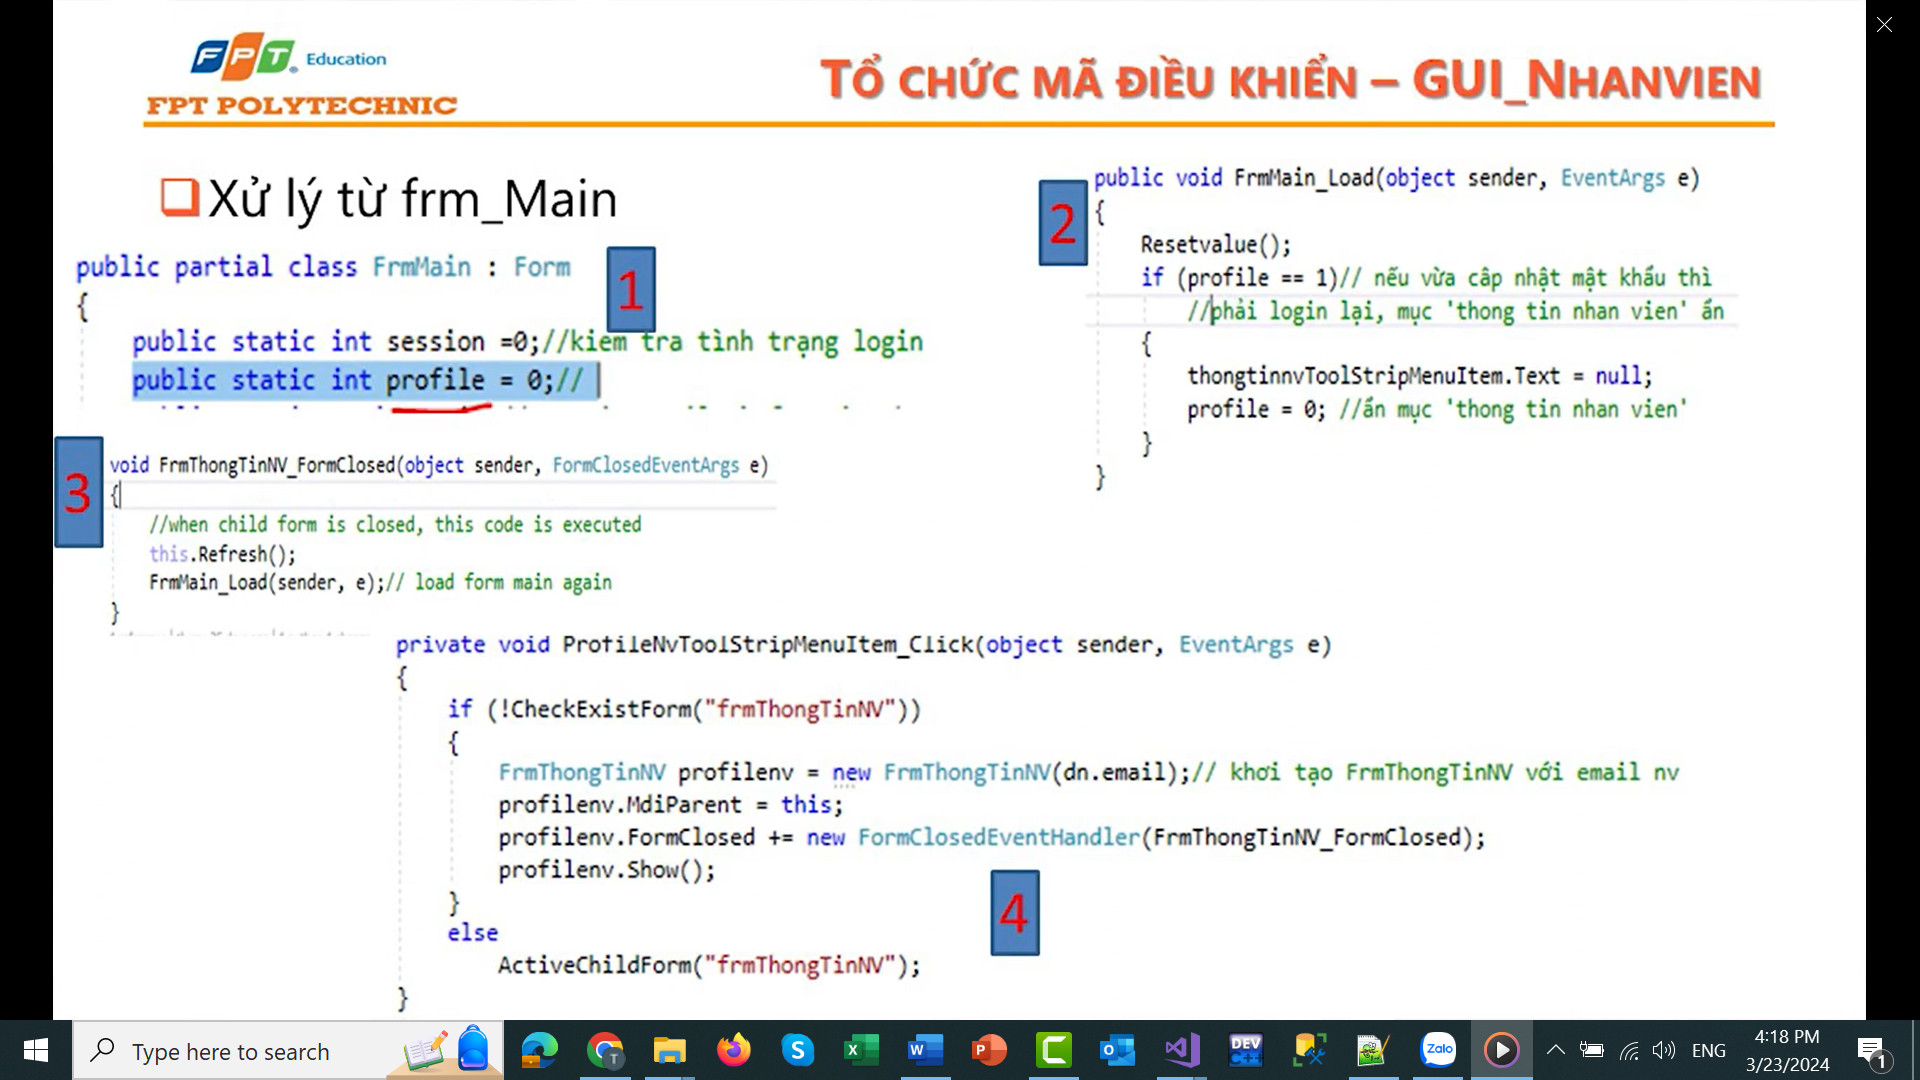 FPT Education
FPT POLYTECHNIC
TỔ CHỨC MÃ ĐIỀU KHIỂN – GUI_NHANVIEN
Xử lý từ frm_Main
1
public partial class FrmMain : Form
{
public static int session =0;//kiem tra tình trạng login
public static int profile = 0;//
2
public void FrmMain_Load(object sender, EventArgs e)
{
Resetvalue();
if (profile == 1)// nếu vừa câp nhật mật khẩu thì
//phải login lại, mục 'thong tin nhan vien' ẩn
{
thongtinnvToolStripMenuItem.Text = null;
profile = 0; //ẩn mục 'thong tin nhan vien'
}
}
3
void FrmThongTinNV_FormClosed(object sender, FormClosedEventArgs e)
{
//when child form is closed, this code is executed
this.Refresh();
FrmMain_Load(sender, e);// load form main again
}
private void ProfileNvToolStripMenuItem_Click(object sender, EventArgs e)
{
if (!CheckExistForm("frmThongTinNV"))
{
FrmThongTinNV profilenv = new FrmThongTinNV(dn.email);// khơi tạo FrmThongTinNV với email nv
profilenv.MdiParent = this;
profilenv.FormClosed += new FormClosedEventHandler(FrmThongTinNV_FormClosed);
profilenv.Show();
}
else
ActiveChildForm("frmThongTinNV");
}
4
Type here to search
T
S
X
W
P
C
O
DEV
C++
Zalo
ENG
4:18 PM
3/23/2024
1